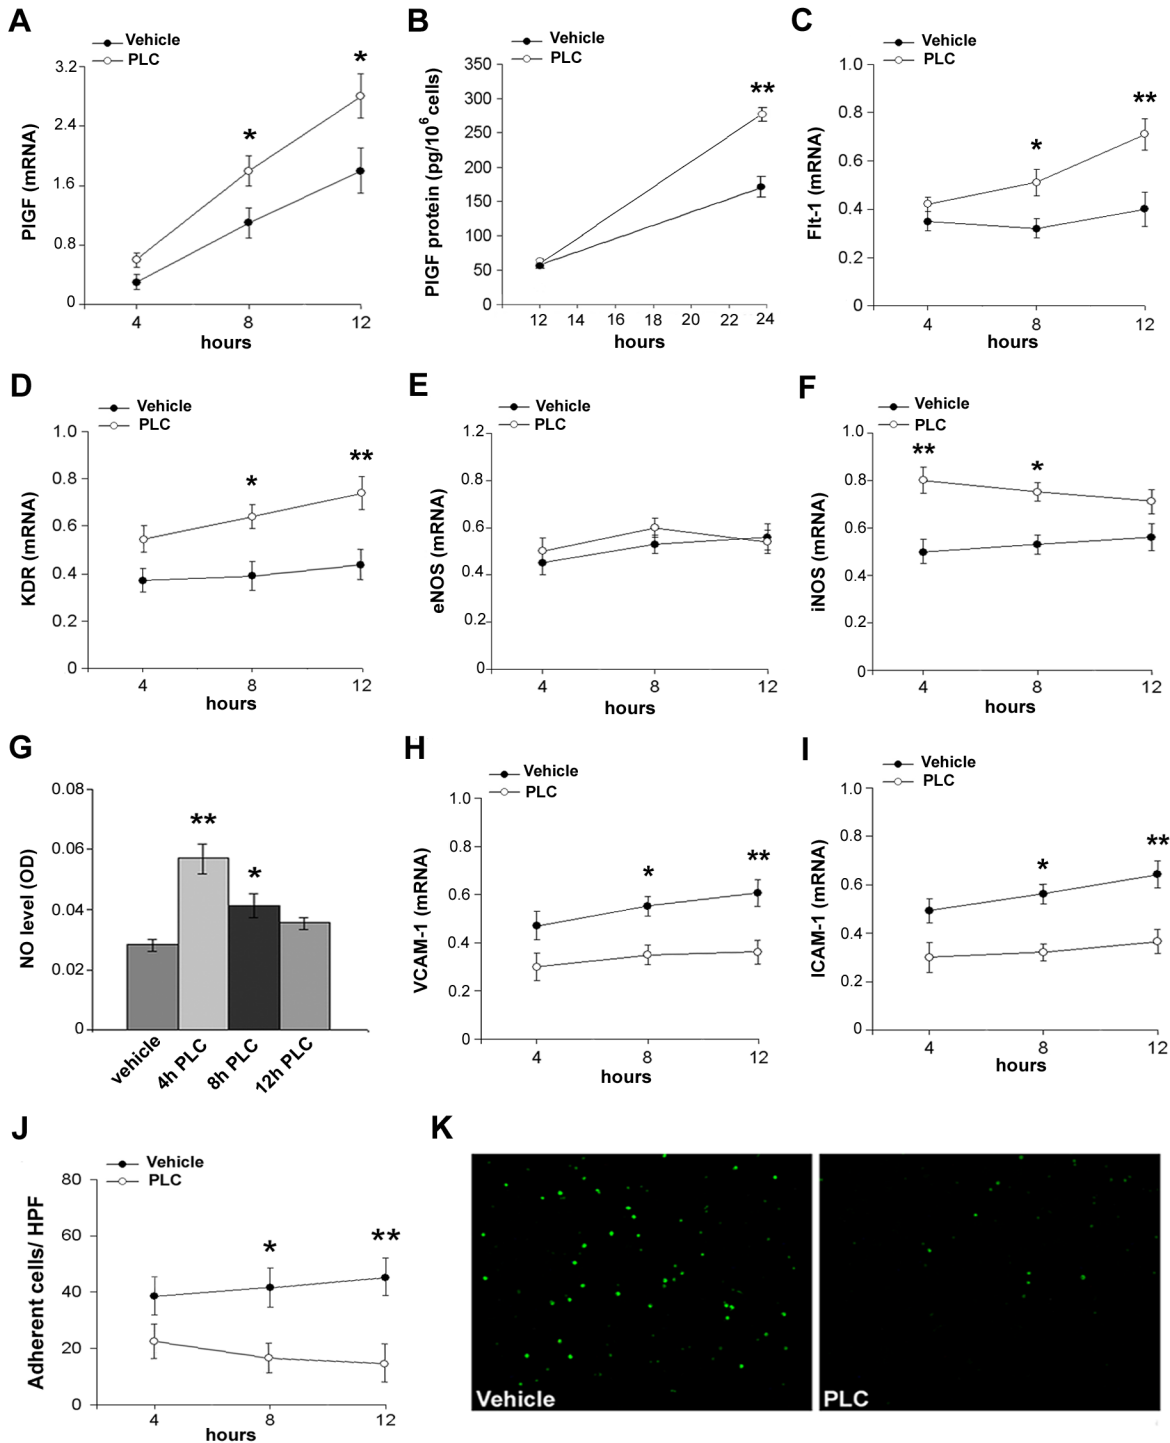 A
Vehicle
PLC
3.2
2.4
1.6
0.8
0
PlGF (mRNA)
*
*
4
8
12
hours
B
Vehicle
PLC
350
300
250
200
150
100
50
0
PlGF protein (pg/10^6 cells)
**
12
14
16
18
20
22
24
hours
C
Vehicle
PLC
1.0
0.8
0.6
0.4
0.2
0
Flt-1 (mRNA)
*
**
4
8
12
hours
D
Vehicle
PLC
1.0
0.8
0.6
0.4
0.2
0
KDR (mRNA)
*
**
4
8
12
hours
E
Vehicle
PLC
1.2
0.8
0.6
0.4
0.2
0
eNOS (mRNA)
4
8
12
hours
F
Vehicle
PLC
1.0
0.8
0.6
0.4
0.2
0
iNOS (mRNA)
**
*
4
8
12
hours
G
0.08
0.06
0.04
0.02
0
NO level (OD)
**
*
vehicle
4h PLC
8h PLC
12h PLC
H
Vehicle
PLC
1.0
0.8
0.6
0.4
0.2
0
VCAM-1 (mRNA)
*
**
4
8
12
hours
I
Vehicle
PLC
1.0
0.8
0.6
0.4
0.2
0
ICAM-1 (mRNA)
*
**
4
8
12
hours
J
Vehicle
PLC
80
60
40
20
0
Adherent cells/ HPF
*
**
4
8
12
hours
K
Vehicle
PLC